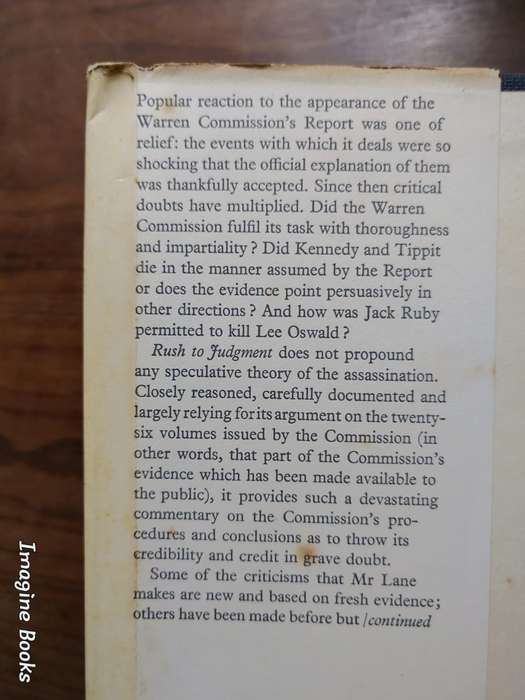 Popular reaction to the appearance of the
Warren Commission's Report was one of
relief: the events with which it deals were so
shocking that the official explanation of them
was thankfully accepted. Since then critical
doubts have multiplied. Did the Warren
Commission fulfil its task with thoroughness
and impartiality? Did Kennedy and Tippit
die in the manner assumed by the Report
or does the evidence point persuasively in
other directions? And how was Jack Ruby
permitted to kill Lee Oswald?
Rush to Judgment does not propound
any speculative theory of the assassination.
Closely reasoned, carefully documented and
largely relying for its argument on the twenty-
six volumes issued by the Commission (in
other words, that part of the Commission's
evidence which has been made available to
the public), it provides such a devastating
commentary on the Commission's pro-
cedures and conclusions as to throw its
credibility and credit in grave doubt.
Some of the criticisms that Mr Lane
makes are new and based on fresh evidence;
others have been made before but /continued
Imagine Books